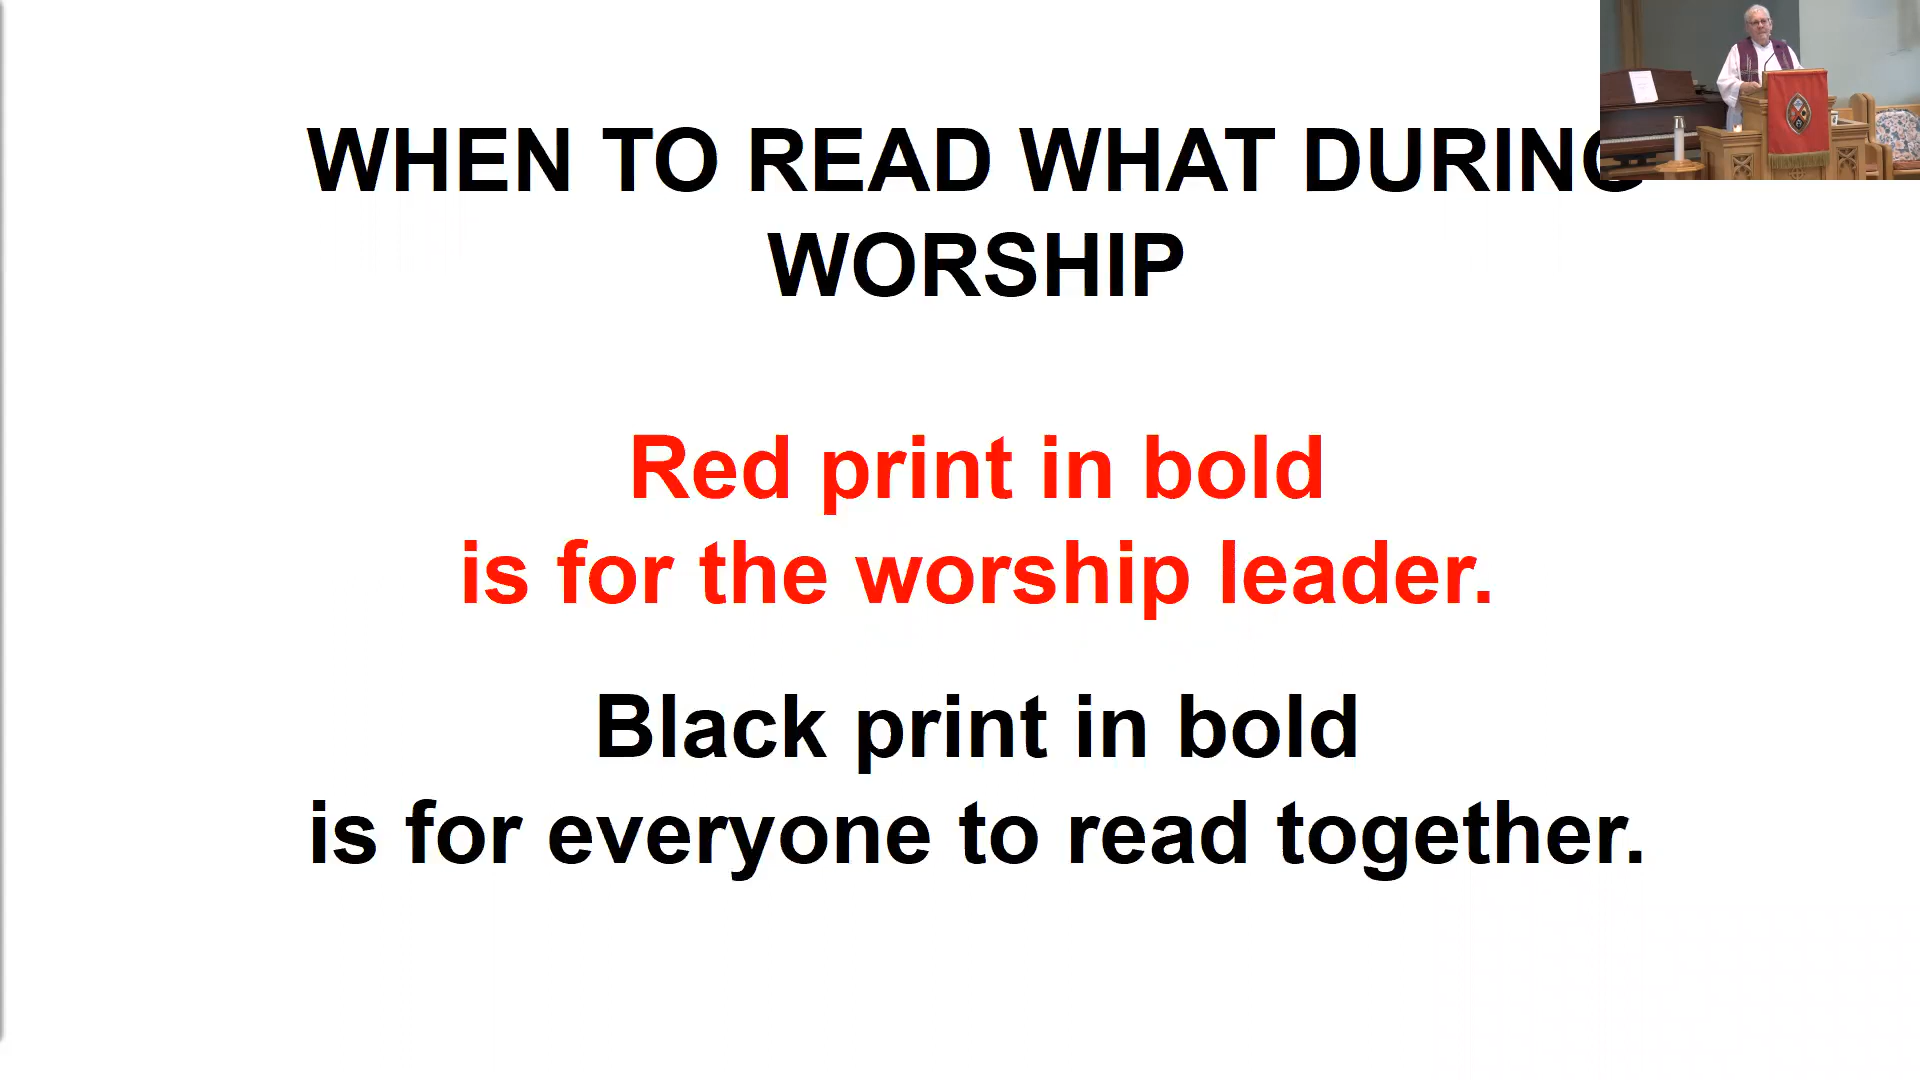 WHEN TO READ WHAT DURING
WORSHIP
Red print in bold
is for the worship leader.
Black print in bold
is for everyone to read together.